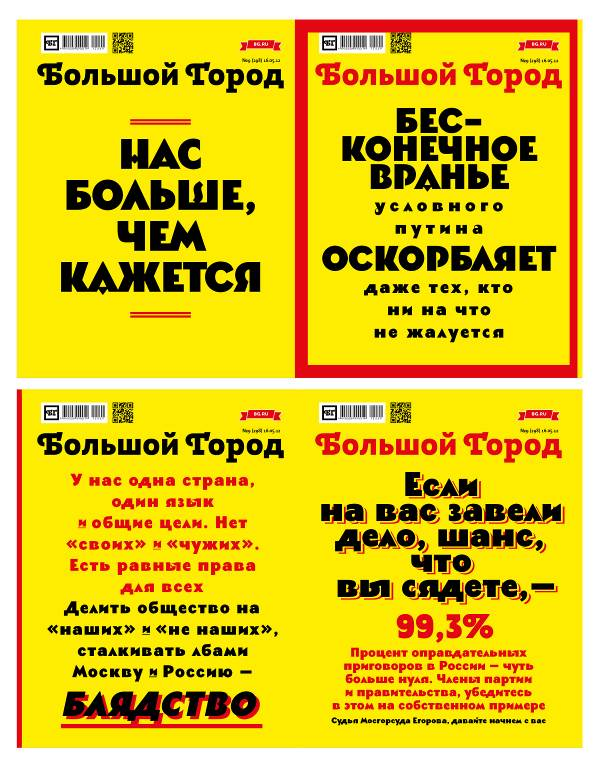 БГ
BG.RU
№9 (298) 16.05.12
Большой Город
НАС
БОЛЬШЕ,
ЧЕМ
КАЖЕТСЯ
БГ
BG.RU
№9 (298) 16.05.12
Большой Город
БЕС–
КОНЕЧНОЕ
ВРАНЬЕ
условного
путина
ОСКОРБЛЯЕТ
даже тех, кто
ни на что
не жалуется
БГ
BG.RU
№9 (298) 16.05.12
Большой Город
У нас одна страна,
один язык
и общие цели. Нет
«своих» и «чужих».
Есть равные права
для всех
Делить общество на
«наших» и «не наших»,
сталкивать лбами
Москву и Россию —
БЛЯДСТВО
БГ
BG.RU
№9 (298) 16.05.12
Большой Город
Если
на вас завели
дело, шанс,
что
вы сядете,—
99,3%
Процент оправдательных
приговоров в России — чуть
больше нуля. Члены партии
и правительства, убедитесь
в этом на собственном примере
Судья Мосгорсуда Егорова, давайте начнем с вас